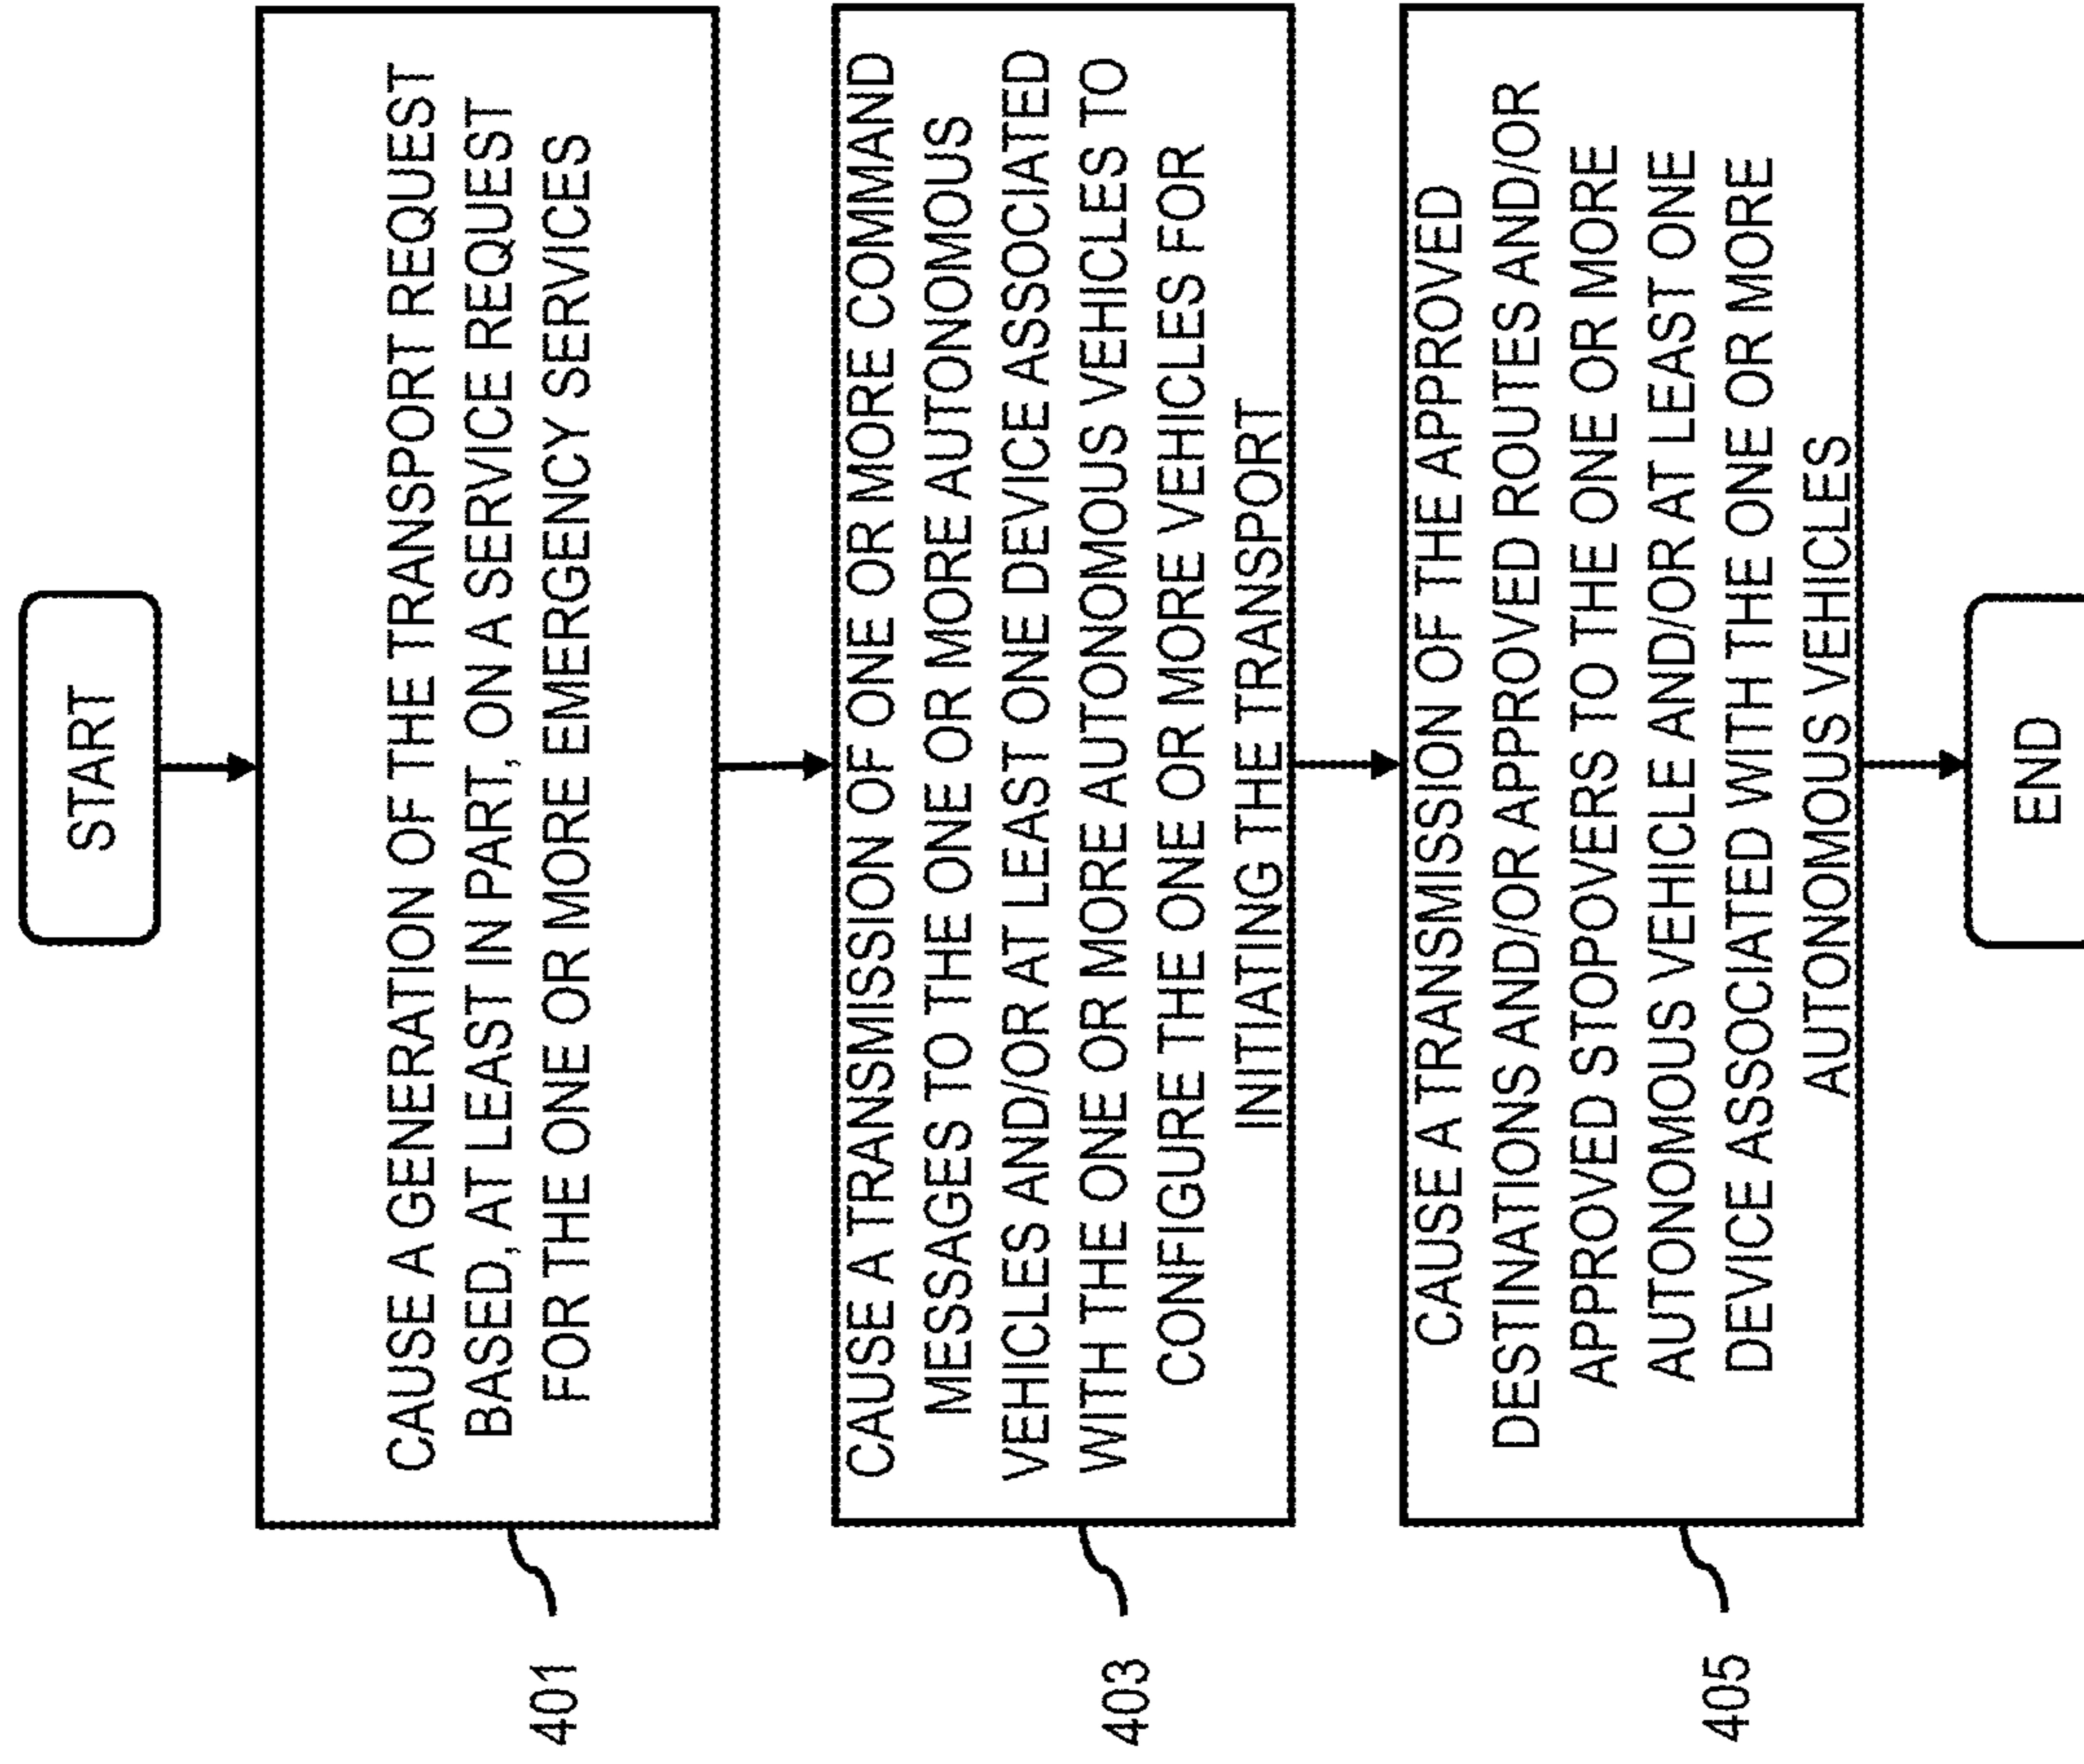 START
CAUSE A GENERATION OF THE TRANSPORT REQUEST
BASED, AT LEAST IN PART, ON A SERVICE REQUEST
FOR THE ONE OR MORE EMERGENCY SERVICES
401
CAUSE A TRANSMISSION OF ONE OR MORE COMMAND
MESSAGES TO THE ONE OR MORE AUTONOMOUS
VEHICLES AND/OR AT LEAST ONE DEVICE ASSOCIATED
WITH THE ONE OR MORE AUTONOMOUS VEHICLES TO
CONFIGURE THE ONE OR MORE VEHICLES FOR
INITIATING THE TRANSPORT
403
CAUSE A TRANSMISSION OF THE APPROVED
DESTINATIONS AND/OR APPROVED ROUTES AND/OR
APPROVED STOPOVERS TO THE ONE OR MORE
AUTONOMOUS VEHICLE AND/OR AT LEAST ONE
DEVICE ASSOCIATED WITH THE ONE OR MORE
AUTONOMOUS VEHICLES
405
END